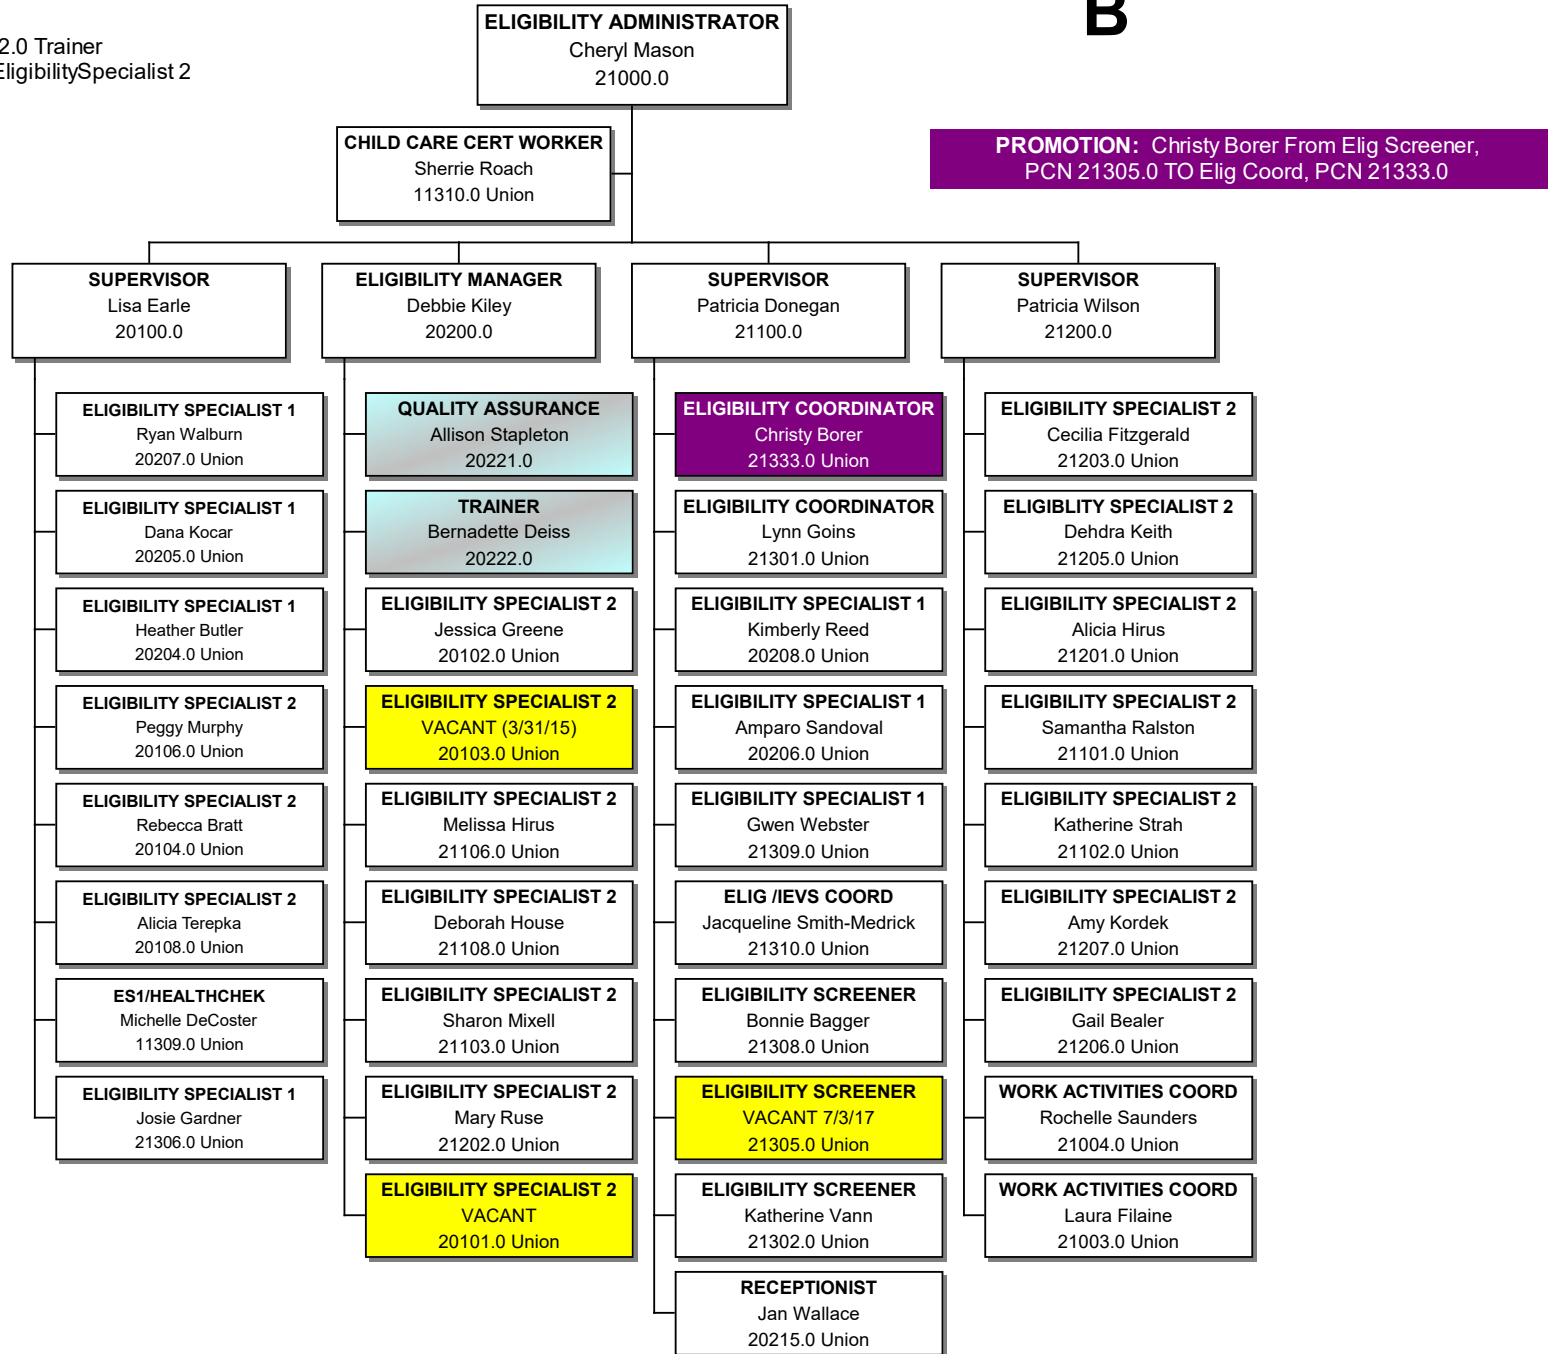 B
2.0 Trainer
EligibilitySpecialist 2
ELIGIBILITY ADMINISTRATOR
Cheryl Mason
21000.0
CHILD CARE CERT WORKER
Sherrie Roach
11310.0 Union
PROMOTION: Christy Borer From Elig Screener,
PCN 21305.0 TO Elig Coord, PCN 21333.0
SUPERVISOR
Lisa Earle
20100.0
ELIGIBILITY SPECIALIST 1
Ryan Walburn
20207.0 Union
ELIGIBILITY SPECIALIST 1
Dana Kocar
20205.0 Union
ELIGIBILITY SPECIALIST 1
Heather Butler
20204.0 Union
ELIGIBILITY SPECIALIST 2
Peggy Murphy
20106.0 Union
ELIGIBILITY SPECIALIST 2
Rebecca Bratt
20104.0 Union
ELIGIBILITY SPECIALIST 2
Alicia Terepka
20108.0 Union
ES1/HEALTHCHEK
Michelle DeCoster
11309.0 Union
ELIGIBILITY SPECIALIST 1
Josie Gardner
21306.0 Union
ELIGIBILITY MANAGER
Debbie Kiley
20200.0
QUALITY ASSURANCE
Allison Stapleton
20221.0
TRAINER
Bernadette Deiss
20222.0
ELIGIBILITY SPECIALIST 2
Jessica Greene
20102.0 Union
ELIGIBILITY SPECIALIST 2
VACANT (3/31/15)
20103.0 Union
ELIGIBILITY SPECIALIST 2
Melissa Hirus
21106.0 Union
ELIGIBILITY SPECIALIST 2
Deborah House
21108.0 Union
ELIGIBILITY SPECIALIST 2
Sharon Mixell
21103.0 Union
ELIGIBILITY SPECIALIST 2
Mary Ruse
21202.0 Union
ELIGIBILITY SPECIALIST 2
VACANT
20101.0 Union
SUPERVISOR
Patricia Donegan
21100.0
ELIGIBILITY COORDINATOR
Christy Borer
21333.0 Union
ELIGIBILITY COORDINATOR
Lynn Goins
21301.0 Union
ELIGIBILITY SPECIALIST 1
Kimberly Reed
20208.0 Union
ELIGIBILITY SPECIALIST 1
Amparo Sandoval
20206.0 Union
ELIGIBILITY SPECIALIST 1
Gwen Webster
21309.0 Union
ELIG /IEVS COORD
Jacqueline Smith-Medrick
21310.0 Union
ELIGIBILITY SCREENER
Bonnie Bagger
21308.0 Union
ELIGIBILITY SCREENER
VACANT 7/3/17
21305.0 Union
ELIGIBILITY SCREENER
Katherine Vann
21302.0 Union
RECEPTIONIST
Jan Wallace
20215.0 Union
SUPERVISOR
Patricia Wilson
21200.0
ELIGIBILITY SPECIALIST 2
Cecilia Fitzgerald
21203.0 Union
ELIGIBLITY SPECIALIST 2
Dehdra Keith
21205.0 Union
ELIGIBILITY SPECIALIST 2
Alicia Hirus
21201.0 Union
ELIGIBILITY SPECIALIST 2
Samantha Ralston
21101.0 Union
ELIGIBILITY SPECIALIST 2
Katherine Strah
21102.0 Union
ELIGIBILITY SPECIALIST 2
Amy Kordek
21207.0 Union
ELIGIBILITY SPECIALIST 2
Gail Bealer
21206.0 Union
WORK ACTIVITIES COORD
Rochelle Saunders
21004.0 Union
WORK ACTIVITIES COORD
Laura Filaine
21003.0 Union